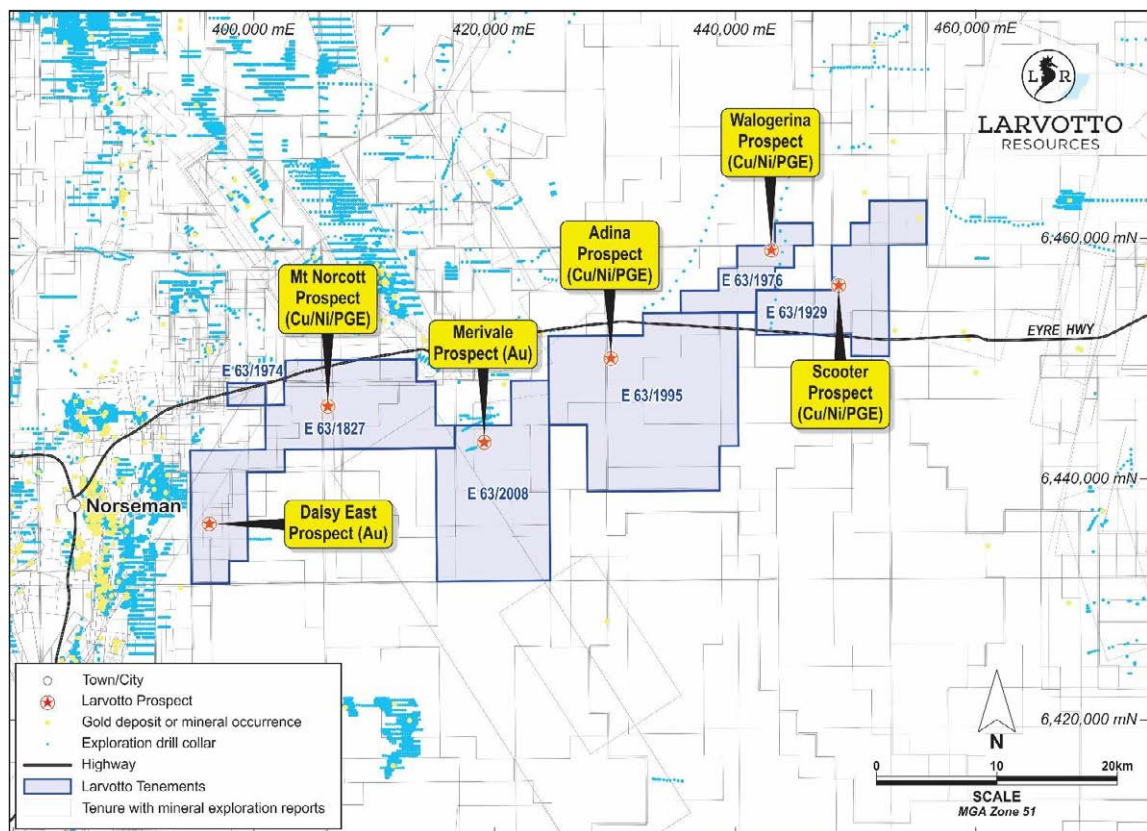 400,000 mE
420,000 mE
440,000 mE
460,000 mE
L R
LARVOTTO
RESOURCES
Walogerina
Prospect
(Cu/Ni/PGE)
Adina
Prospect
(Cu/Ni/PGE)
6,460,000 mN
Mt Norcott
Prospect
(Cu/Ni/PGE)
E 63/1976
E 63/1929
Merivale
Prospect (Au)
EYRE HWY
E 63/1974
Scooter
Prospect
(Cu/Ni/PGE)
E 63/1995
E 63/1827
E 63/2008
6,440,000 mN
Norseman
Daisy East
Prospect (Au)
Town/City
Larvotto Prospect
Gold deposit or mineral occurrence
Exploration drill collar
Highway
Larvotto Tenements
Tenure with mineral exploration reports
6,420,000 mN
N
0 10 20km
SCALE
MGA Zone 51